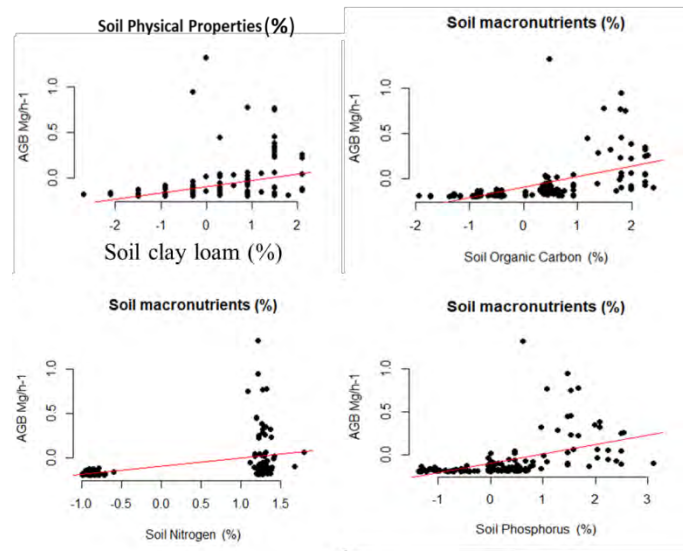 Soil Physical Properties (%)
AGB Mg/h-1
0.0 0.5 1.0
-2 -1 0 1 2
Soil clay loam (%)
Soil macronutrients (%)
AGB Mg/h-1
0.0 0.5 1.0
-2 -1 0 1 2
Soil Organic Carbon (%)
Soil macronutrients (%)
AGB Mg/h-1
0.0 0.5 1.0
-1.0 -0.5 0.0 0.5 1.0 1.5
Soil Nitrogen (%)
Soil macronutrients (%)
AGB Mg/h-1
0.0 0.5 1.0
-1 0 1 2 3
Soil Phosphorus (%)